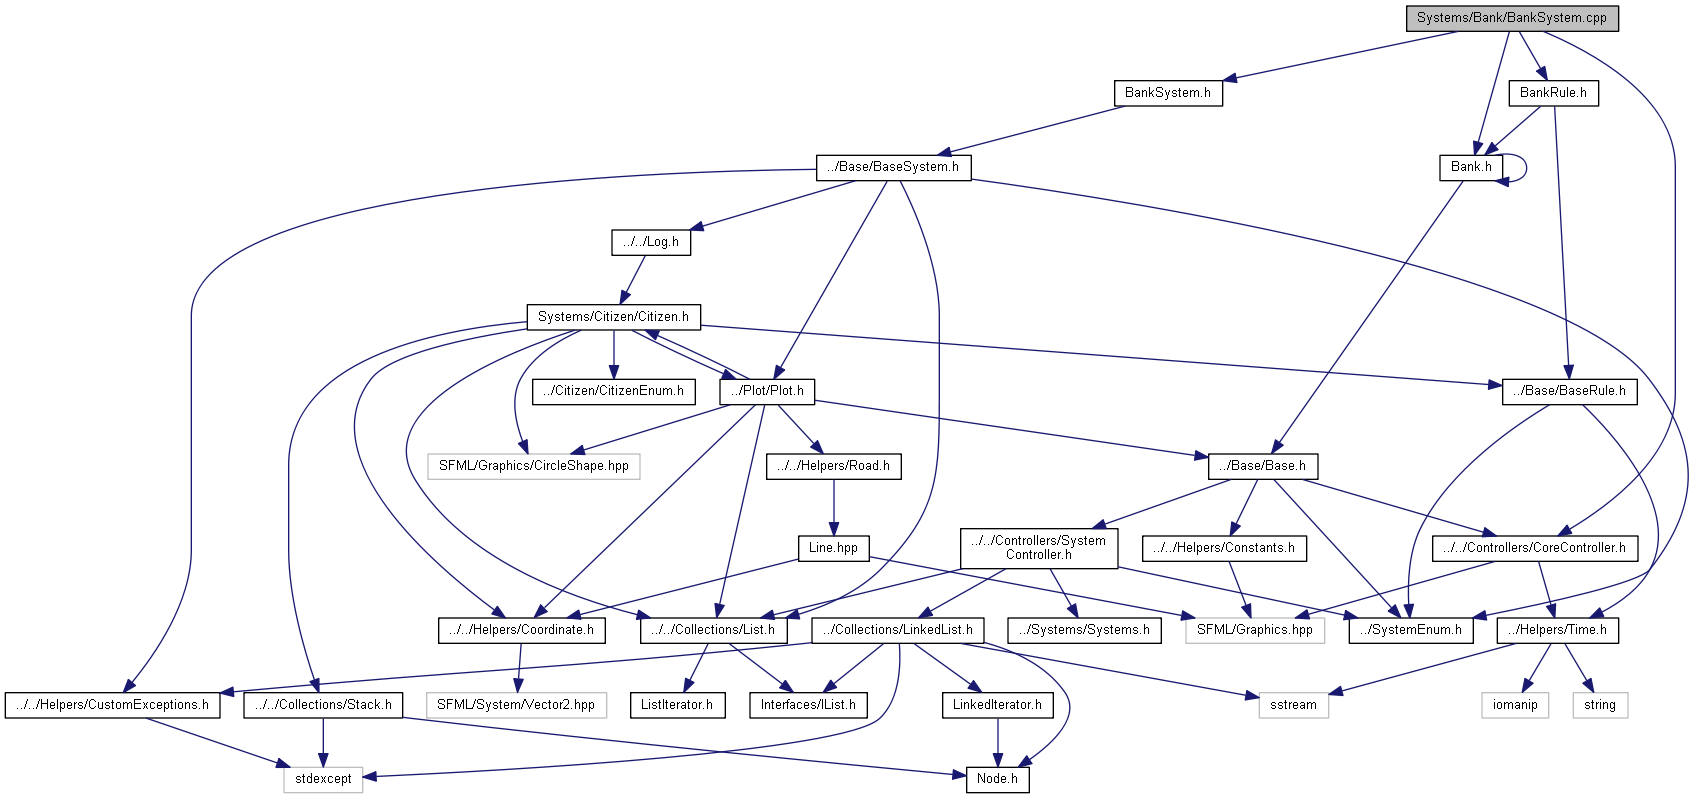 Systems/Bank/BankSystem.cpp
BankSystem.h
BankRule.h
../Base/BaseSystem.h
Bank.h
../../Log.h
Systems/Citizen/Citizen.h
../Citizen/CitizenEnum.h
../Plot/Plot.h
../Base/BaseRule.h
SFML/Graphics/CircleShape.hpp
../../Helpers/Road.h
../Base/Base.h
Line.hpp
../../Controllers/System
Controller.h
../../Helpers/Constants.h
../../Controllers/CoreController.h
../../Helpers/Coordinate.h
../../Collections/List.h
../Collections/LinkedList.h
../Systems/Systems.h
SFML/Graphics.hpp
../SystemEnum.h
../Helpers/Time.h
../../Helpers/CustomExceptions.h
../../Collections/Stack.h
SFML/System/Vector2.hpp
ListIterator.h
Interfaces/IList.h
LinkedIterator.h
sstream
iomanip
string
stdexcept
Node.h